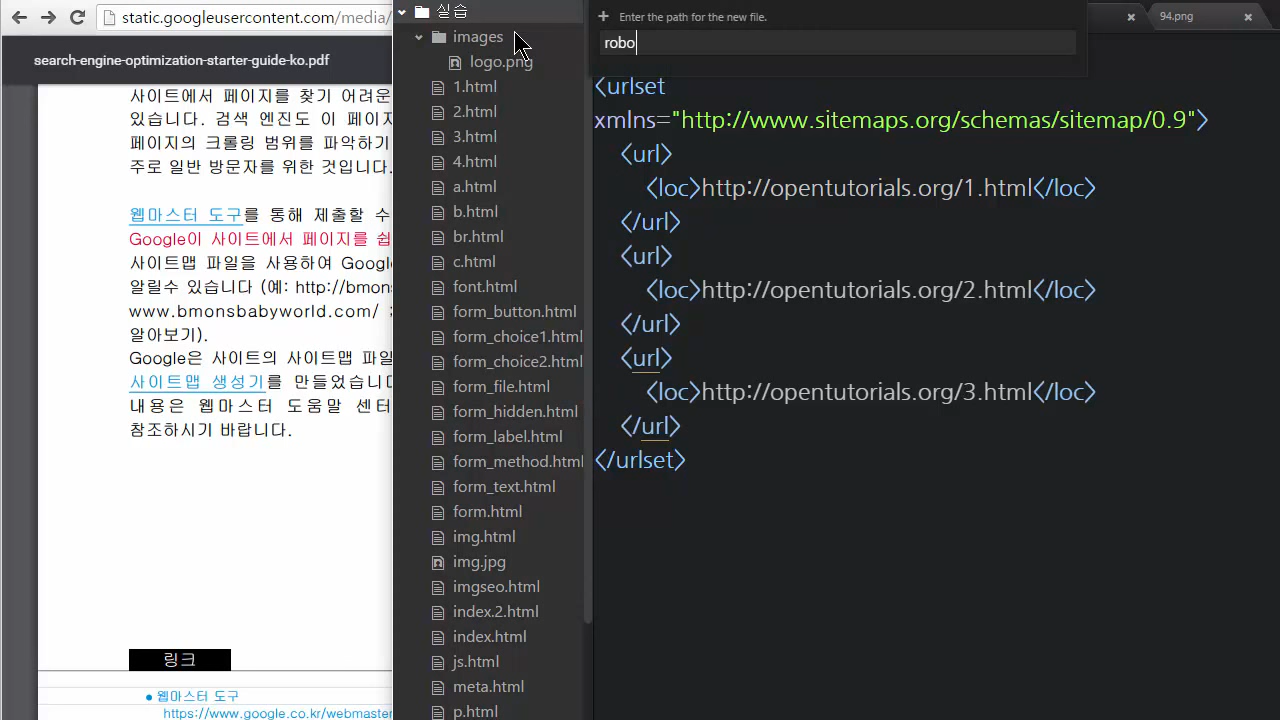 static.googleusercontent.com/media/
search-engine-optimization-starter-guide-ko.pdf
사이트에서 페이지를 찾기 어려운
있습니다. 검색 엔진도 이 페이지
페이지의 크롤링 범위를 파악하기
주로 일반 방문자를 위한 것입니다.
웹마스터 도구를 통해 제출할 수
Google이 사이트에서 페이지를 쉽
사이트맵 파일을 사용하여 Goog
알릴수 있습니다 (예: http://bmons
www.bmonsbabyworld.com/
알아보기).
Google은 사이트의 사이트맵 파일
사이트맵 생성기를 만들었습니다
내용은 웹마스터 도움말 센터
참조하시기 바랍니다.
링크
● 웹마스터 도구
https://www.google.co.kr/webmaster
실습
images
logo.png
1.html
2.html
3.html
4.html
a.html
b.html
br.html
c.html
font.html
form_button.html
form_choice1.html
form_choice2.html
form_file.html
form_hidden.html
form_label.html
form_method.html
form_text.html
form.html
img.html
img.jpg
imgseo.html
index.2.html
index.html
js.html
meta.html
p.html
Enter the path for the new file.
robo
94.png
<urlset
xmlns="http://www.sitemaps.org/schemas/sitemap/0.9">
<url>
<loc>http://opentutorials.org/1.html</loc>
</url>
<url>
<loc>http://opentutorials.org/2.html</loc>
</url>
<url>
<loc>http://opentutorials.org/3.html</loc>
</url>
</urlset>